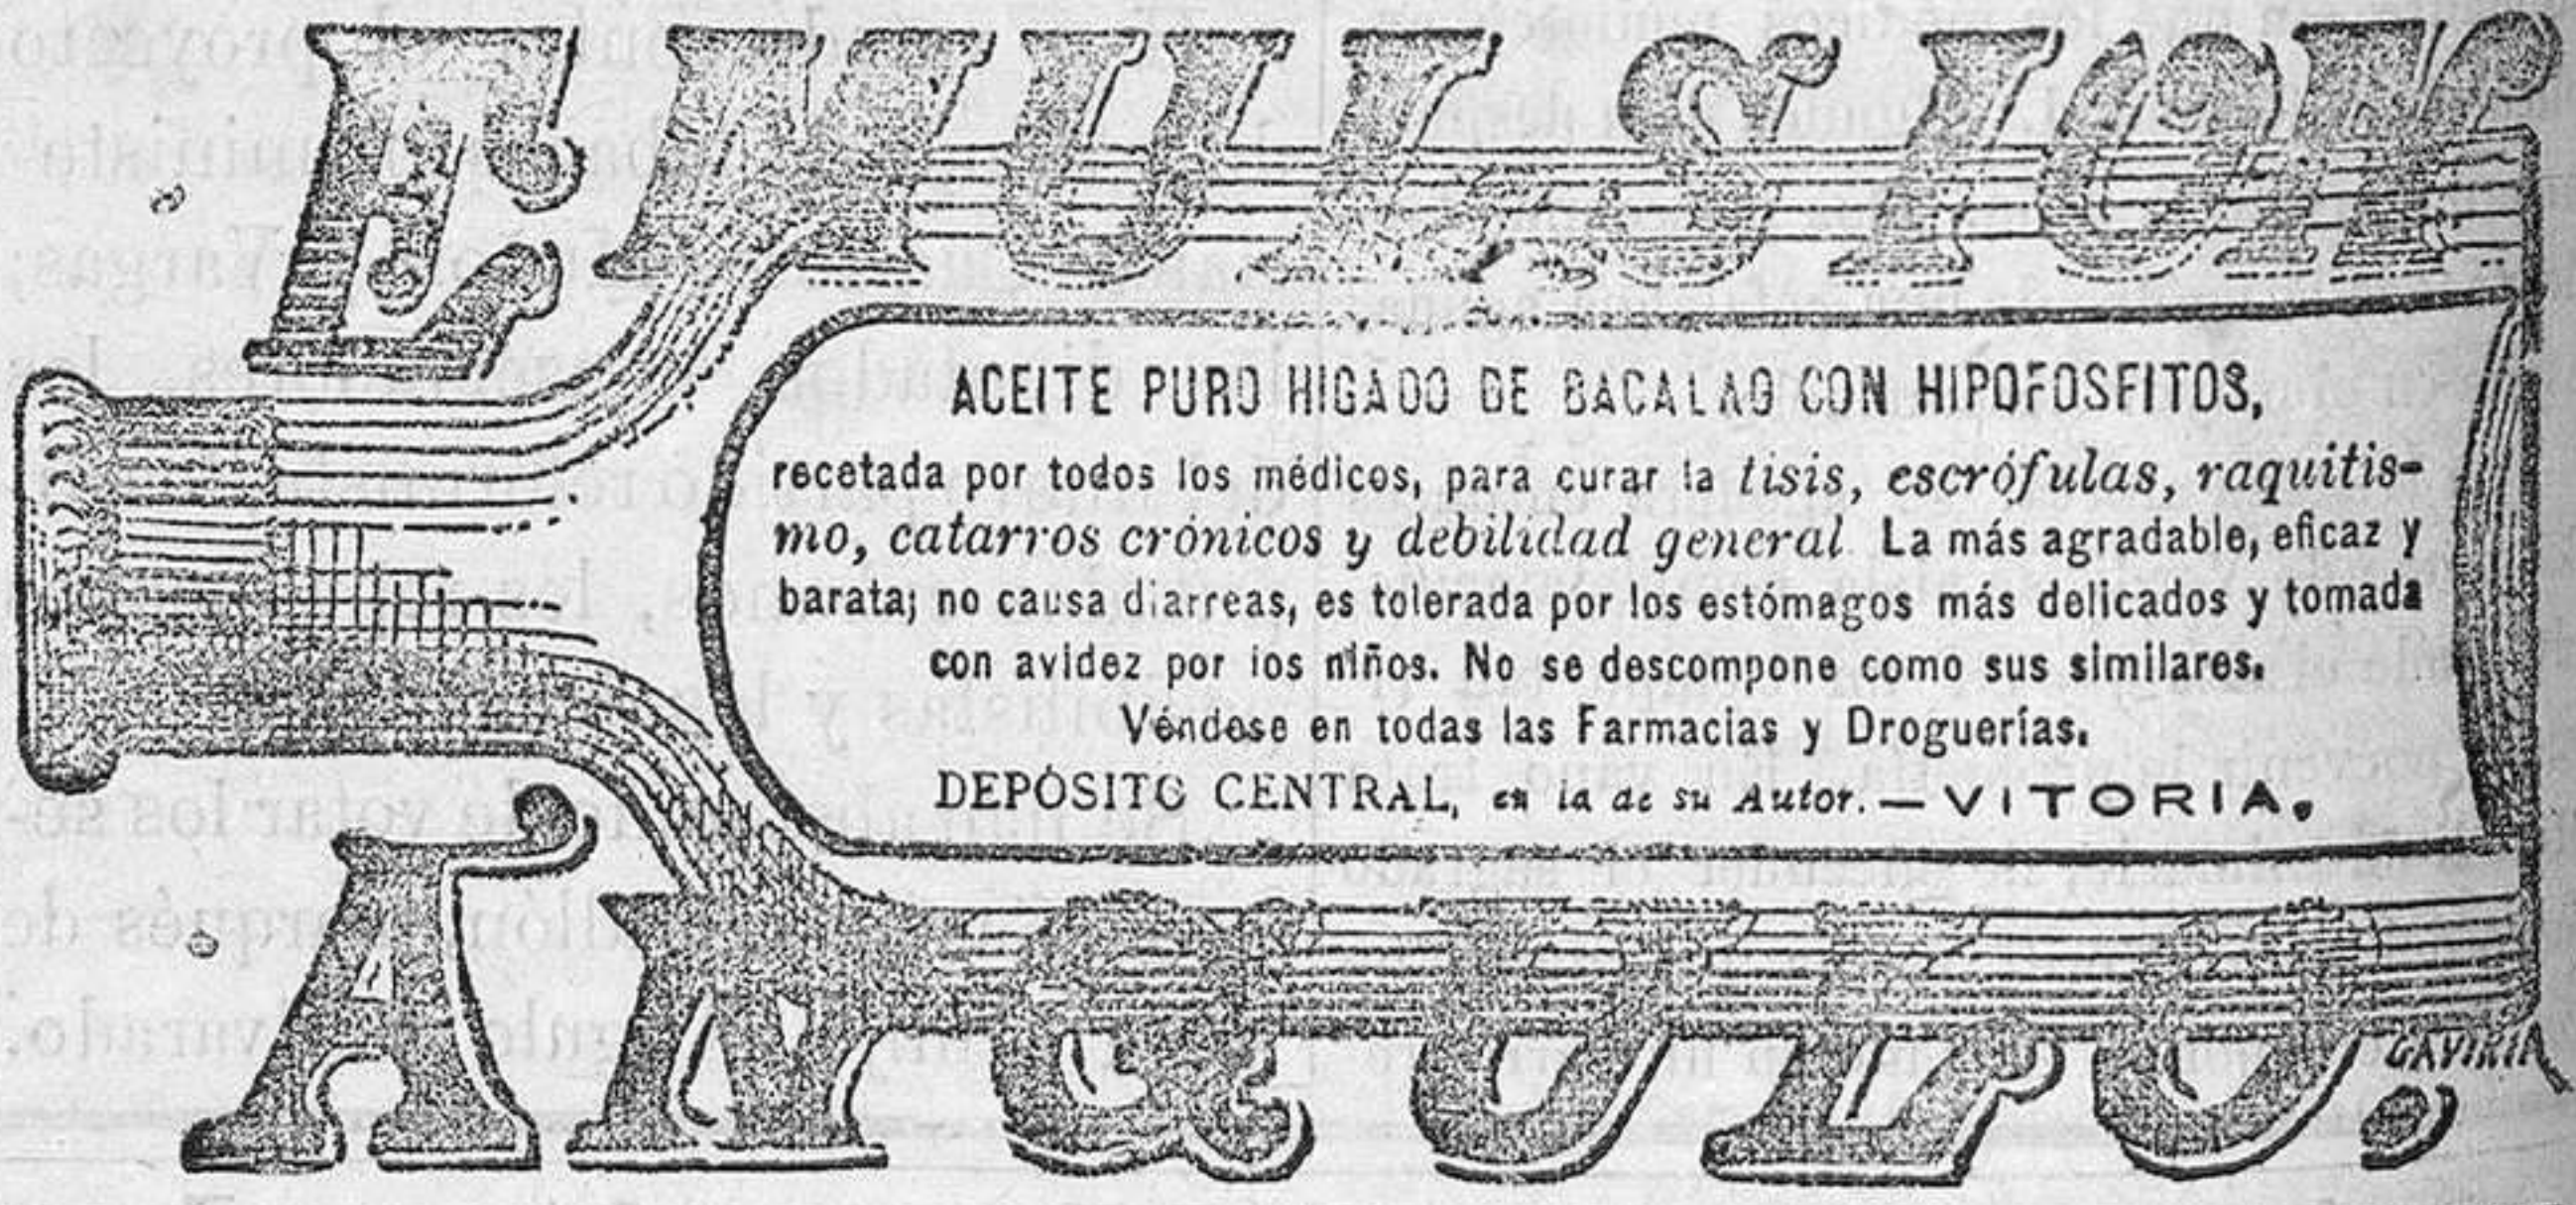 EMULSION
ACEITE PURO HIGADO DE BACALAO CON HIPOFOSFITOS,
recetada por todos los médicos, para curar la tisis, escrófulas, raquitis-
mo, catarros crónicos y debilidad general La más agradable, eficaz y
barata; no causa diarreas, es tolerada por los estómagos más delicados y tomada
con avidez por los niños. No se descompone como sus similares.
Véndese en todas las Farmacias y Droguerías.
DEPÓSITO CENTRAL, en la de su Autor. — VITORIA.
ANGULO,
GAVIRIA